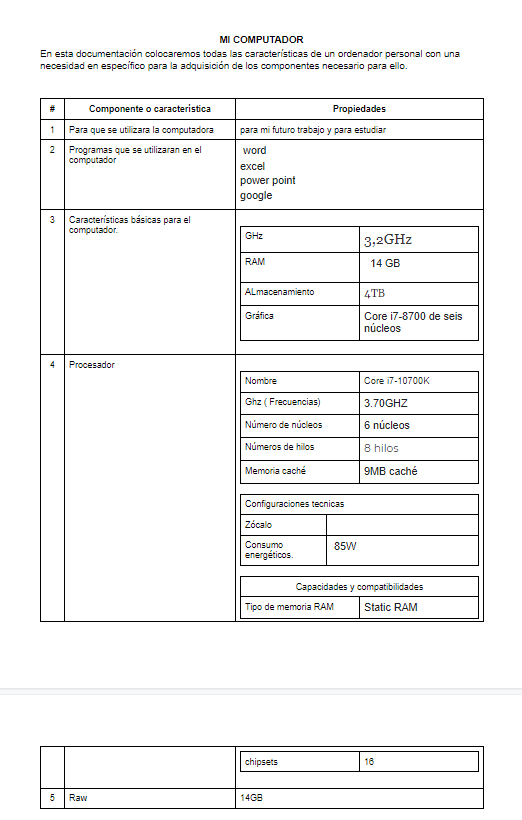 MI COMPUTADOR
En esta documentación colocaremos todas las características de un ordenador personal con una
necesidad en específico para la adquisición de los componentes necesario para ello.
# Componente o característica Propiedades
1 Para que se utilizara la computadora para mi futuro trabajo y para estudiar
2 Programas que se utilizaran en el
computador
word
excel
power point
google
3 Características básicas para el
computador.
GHz 3,2GHz
RAM 14 GB
ALmacenamiento 4TB
Gráfica Core i7-8700 de seis
núcleos
4 Procesador
Nombre Core i7-10700K
Ghz ( Frecuencias) 3.70GHZ
Número de núcleos 6 núcleos
Números de hilos 8 hilos
Memoria caché 9MB caché
Configuraciones tecnicas
Zócalo
Consumo
energéticos.
85W
Capacidades y compatibilidades
Tipo de memoria RAM Static RAM
chipsets 16
5 Raw 14GB